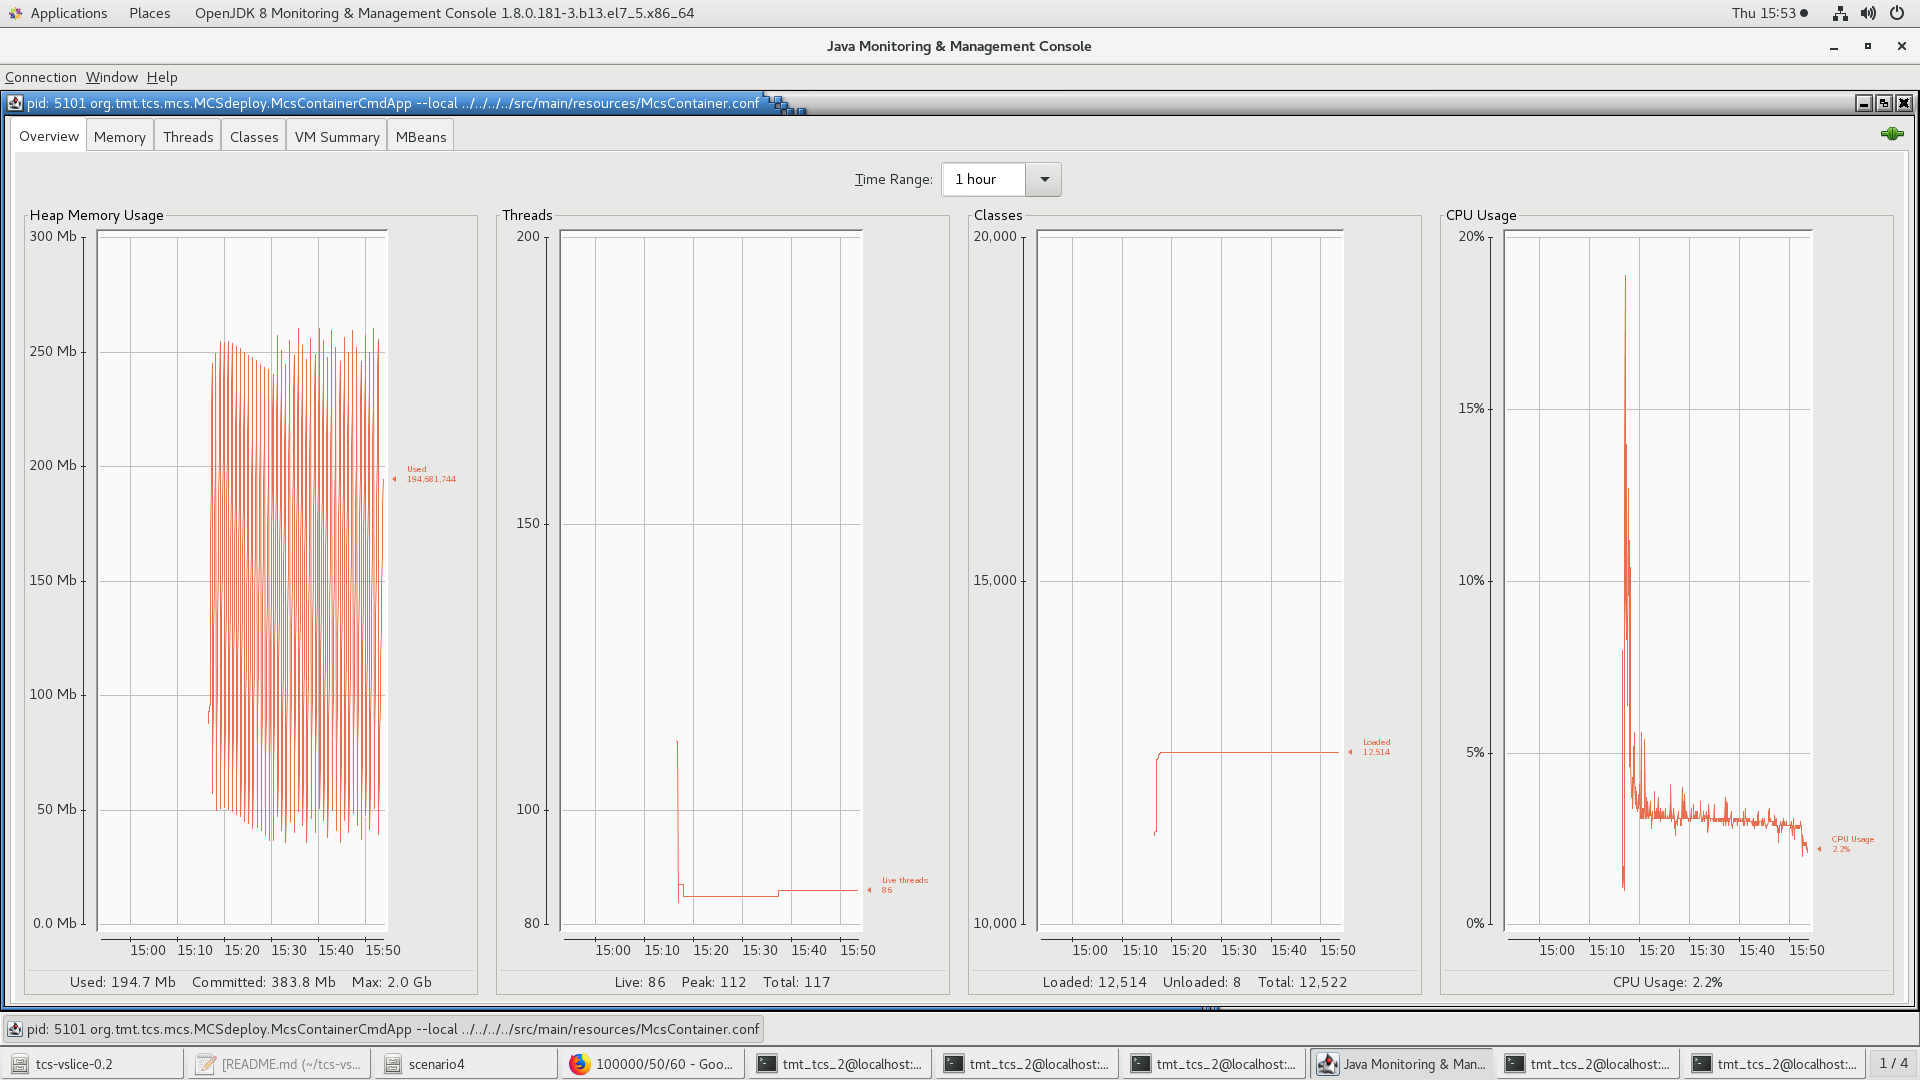 Applications Places OpenJDK 8 Monitoring & Management Console 1.8.0.181-3.b13.el7_5.x86_64 Thu 15:53
Java Monitoring & Management Console
Connection Window Help
pid: 5101 org.tmt.tcs.mcs.MCSdeploy.McsContainerCmdApp --local ../../../../src/main/resources/McsContainer.conf
Overview Memory Threads Classes VM Summary MBeans
Time Range: 1 hour
Heap Memory Usage
300 Mb
250 Mb
200 Mb
150 Mb
100 Mb
50 Mb
0.0 Mb
Used
194,681,744
15:00 15:10 15:20 15:30 15:40 15:50
Used: 194.7 Mb Committed: 383.8 Mb Max: 2.0 Gb
Threads
200
150
100
80
Live threads
86
15:00 15:10 15:20 15:30 15:40 15:50
Live: 86 Peak: 112 Total: 117
Classes
20,000
15,000
10,000
Loaded
12,514
15:00 15:10 15:20 15:30 15:40 15:50
Loaded: 12,514 Unloaded: 8 Total: 12,522
CPU Usage
20%
15%
10%
5%
0%
CPU Usage
2.2%
15:00 15:10 15:20 15:30 15:40 15:50
CPU Usage: 2.2%
pid: 5101 org.tmt.tcs.mcs.MCSdeploy.McsContainerCmdApp --local ../../../../src/main/resources/McsContainer.conf
tcs-vslice-0.2 [README.md (~/tcs-vs... scenario4 100000/50/60 - Goo... tmt_tcs_2@localhost:... tmt_tcs_2@localhost:... tmt_tcs_2@localhost:... Java Monitoring & Man... tmt_tcs_2@localhost:... tmt_tcs_2@localhost:... 1 / 4